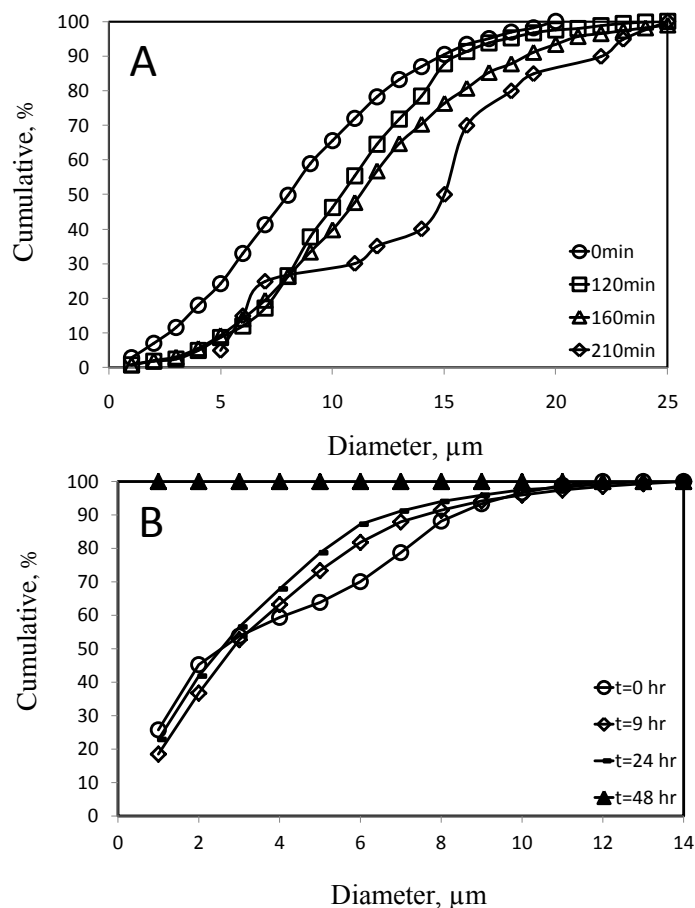 A
Cumulative, %
100
90
80
70
60
50
40
30
20
10
0
0min
120min
160min
210min
0 5 10 15 20 25
Diameter, µm
B
Cumulative, %
100
90
80
70
60
50
40
30
20
10
0
t=0 hr
t=9 hr
t=24 hr
t=48 hr
0 2 4 6 8 10 12 14
Diameter, µm